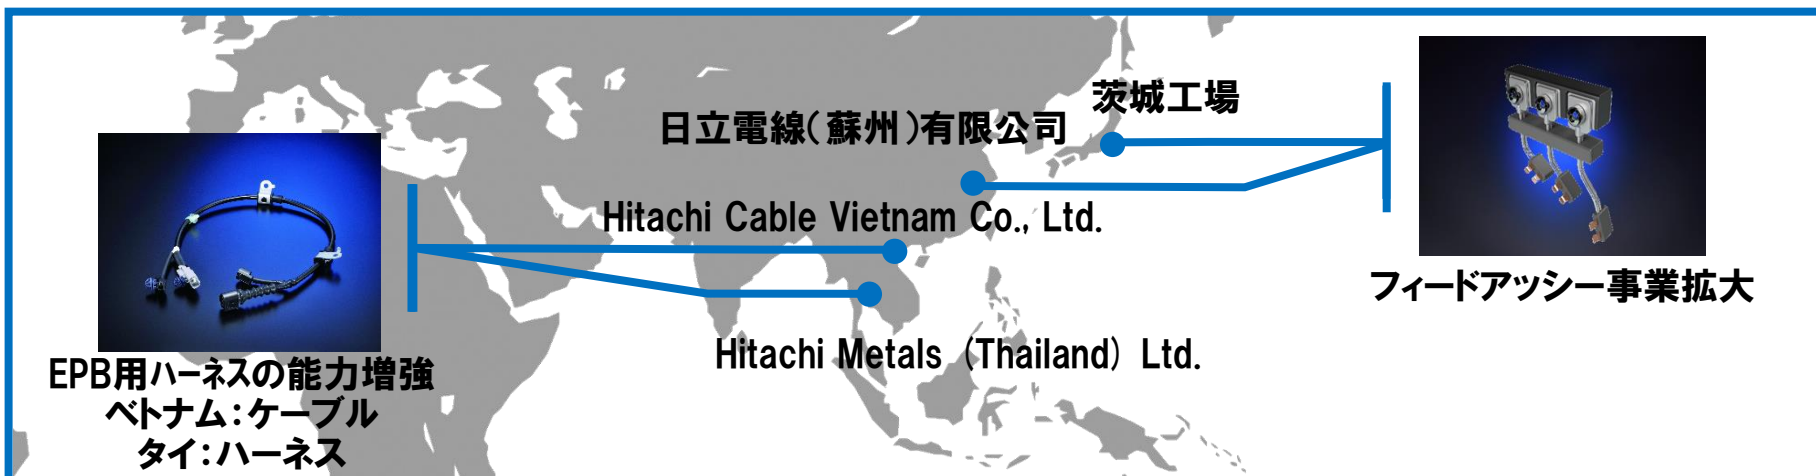 茨城工場
日立電線(蘇州)有限公司
Hitachi Cable Vietnam Co., Ltd.
フィードアッシー事業拡大
Hitachi Metals (Thailand) Ltd.
EPB用ハーネスの能力増強
ベトナム:ケーブル
タイ:ハーネス